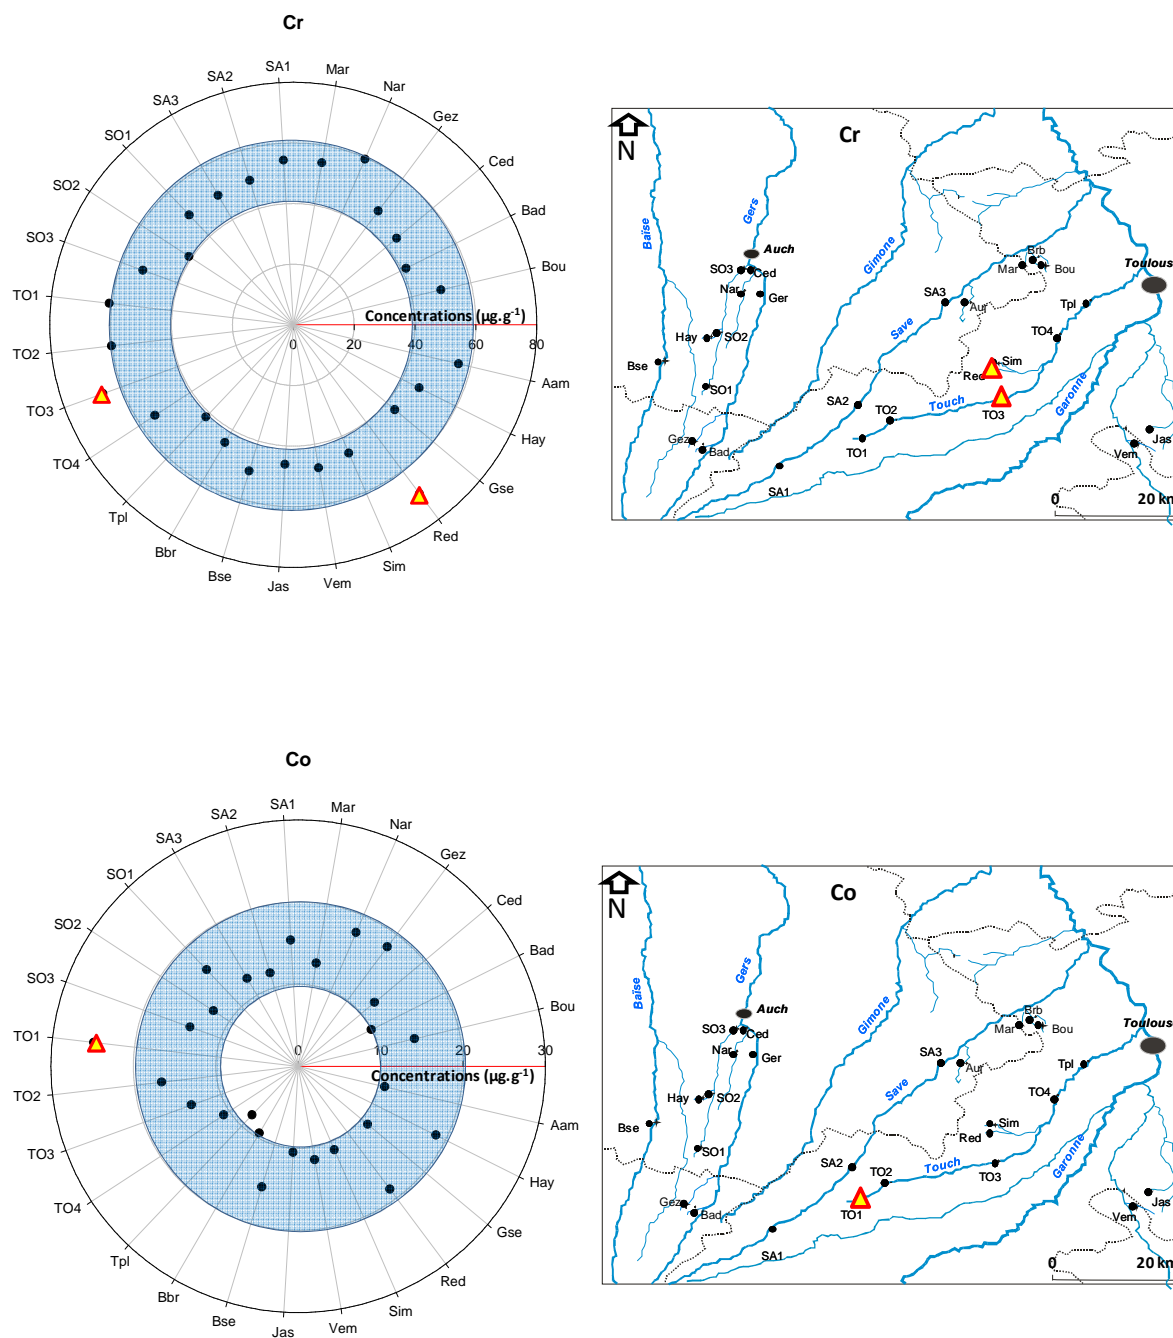 Cr
SA1
Mar
SA2
Nar
SA3
Gez
SO1
Ced
SO2
Bad
SO3
Bou
TO1
Concentrations (µg.g-1)
0
20
40
60
80
TO2
Aam
TO3
Hay
TO4
Gse
Tpl
Red
Bbr
Sim
Bse
Vem
Jas
N
Cr
Baïse
Gers
Gimone
Auch
Brb
Mar
Bou
Toulous
SO3
Ced
Nar
Ger
SA3
Aur
Tpl
Save
Hay
SO2
TO4
Bse
Sim
Red
SO1
SA2
TO2
Touch
TO3
Garonne
Gez
Bad
TO1
Jas
Vem
SA1
0
20 km
Co
SA1
Mar
SA2
Nar
SA3
Gez
SO1
Ced
SO2
Bad
SO3
Bou
TO1
0
10
20
30
Concentrations (µg.g-1)
TO2
Aam
TO3
Hay
TO4
Gse
Tpl
Red
Bbr
Sim
Bse
Vem
Jas
N
Co
Baïse
Gers
Gimone
Auch
Brb
Mar
Bou
Toulous
SO3
Ced
Nar
Ger
SA3
Aur
Tpl
Save
Hay
SO2
TO4
Bse
Sim
Red
SO1
SA2
TO2
Touch
TO3
Garonne
Gez
Bad
TO1
Jas
Vem
SA1
0
20 km